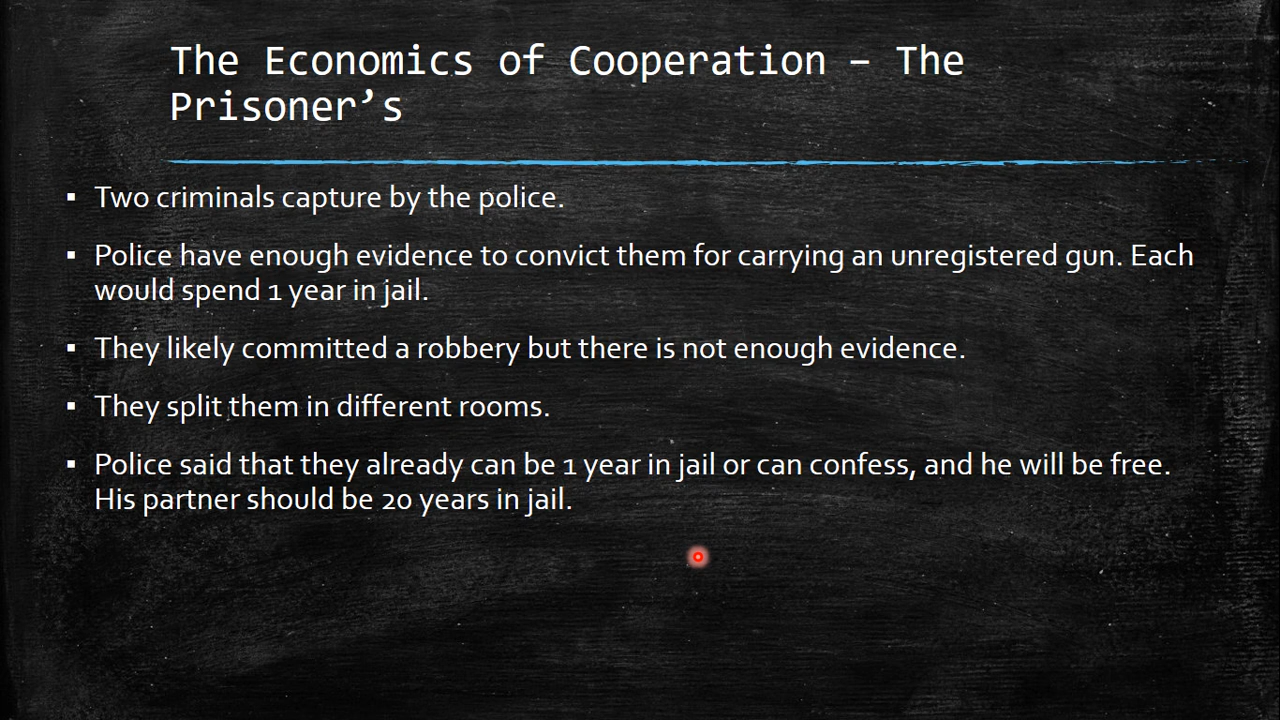 The Economics of Cooperation – The
Prisoner’s
▪ Two criminals capture by the police.
▪ Police have enough evidence to convict them for carrying an unregistered gun. Each
would spend 1 year in jail.
▪ They likely committed a robbery but there is not enough evidence.
▪ They split them in different rooms.
▪ Police said that they already can be 1 year in jail or can confess, and he will be free.
His partner should be 20 years in jail.